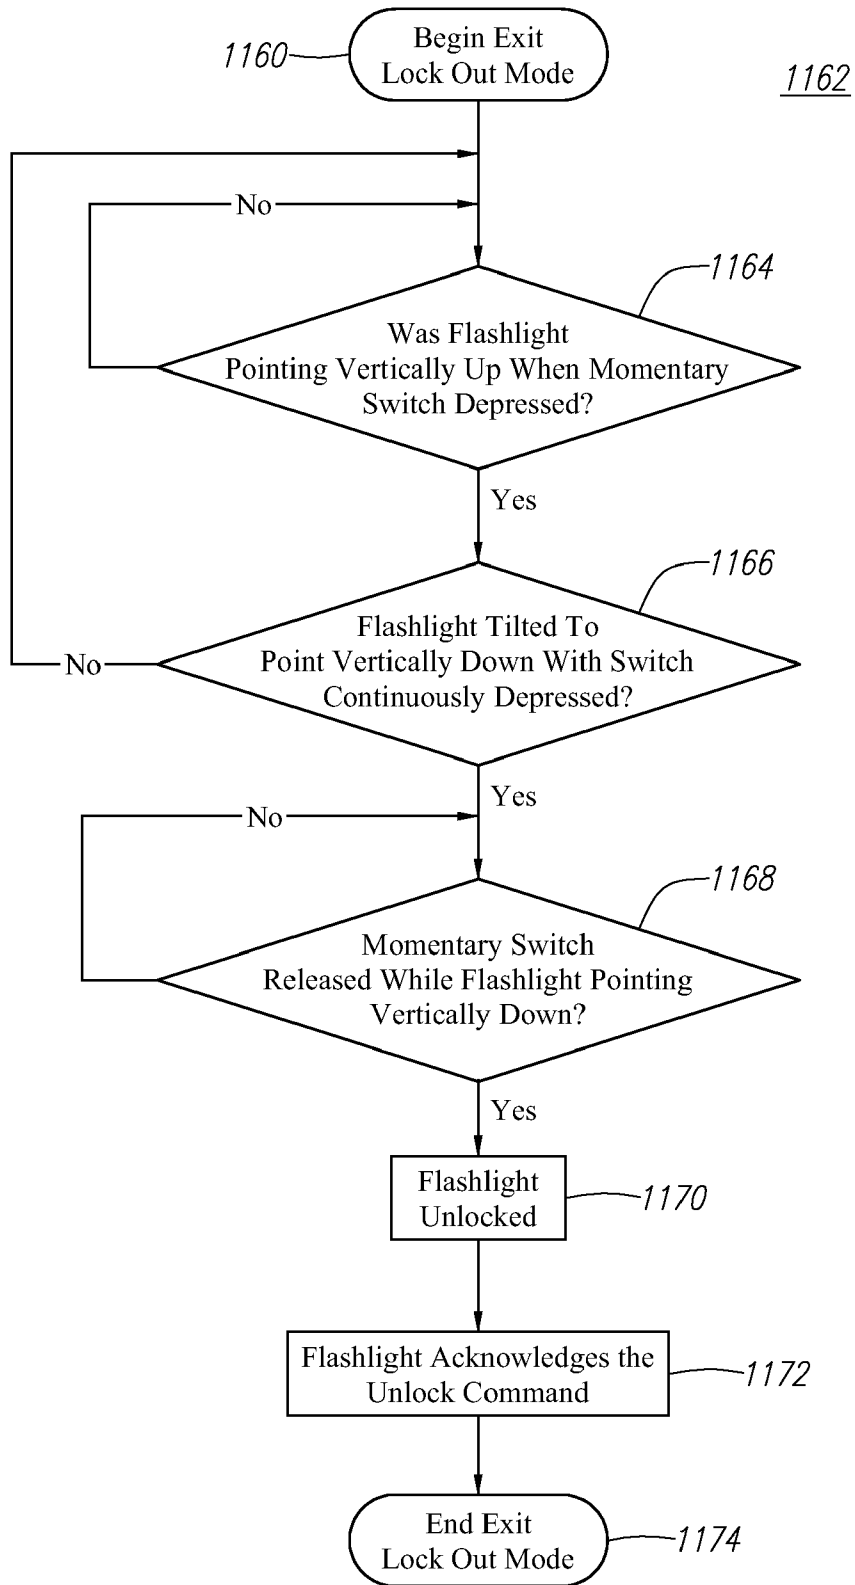 1160
Begin Exit
Lock Out Mode
1162
No
1164
Was Flashlight
Pointing Vertically Up When Momentary
Switch Depressed?
Yes
1166
Flashlight Tilted To
Point Vertically Down With Switch
Continuously Depressed?
No
Yes
No
1168
Momentary Switch
Released While Flashlight Pointing
Vertically Down?
Yes
Flashlight
Unlocked
1170
Flashlight Acknowledges the
Unlock Command
1172
End Exit
Lock Out Mode
1174